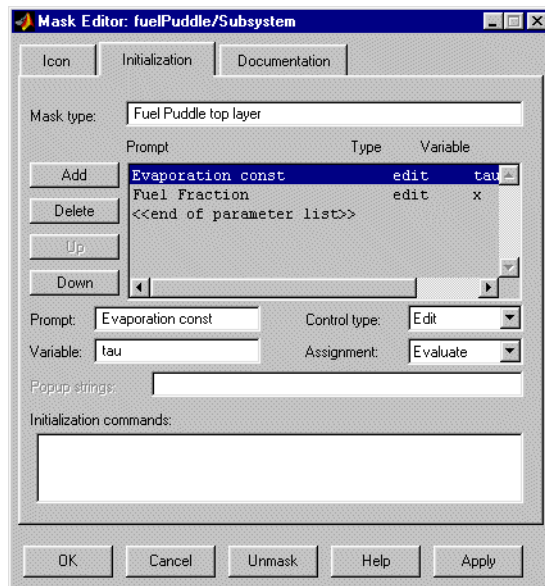 Mask Editor: fuelPuddle/Subsystem
Icon Initialization Documentation
Mask type: Fuel Puddle top layer
Prompt Type Variable
Add Evaporation const edit tau
Delete Fuel Fraction edit x
<<end of parameter list>>
Up
Down
Prompt: Evaporation const Control type: Edit
Variable: tau Assignment: Evaluate
Popup strings:
Initialization commands:
OK Cancel Unmask Help Apply